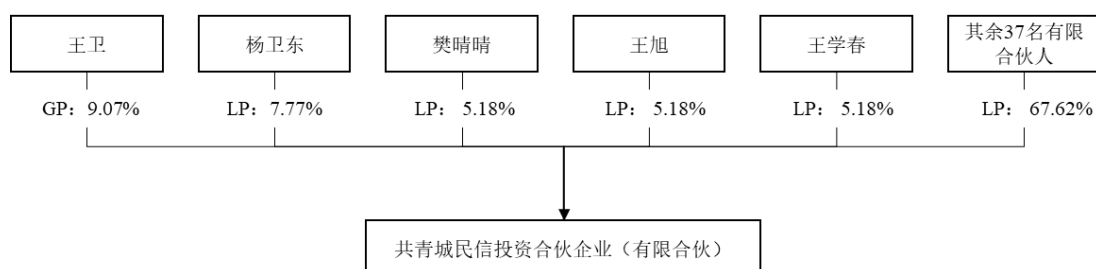 王卫
杨卫东
樊晴晴
王旭
王学春
其余37名有限
合伙人
GP：9.07%
LP：7.77%
LP： 5.18%
LP： 5.18%
LP：5.18%
LP： 67.62%
共青城民信投资合伙企业（有限合伙）